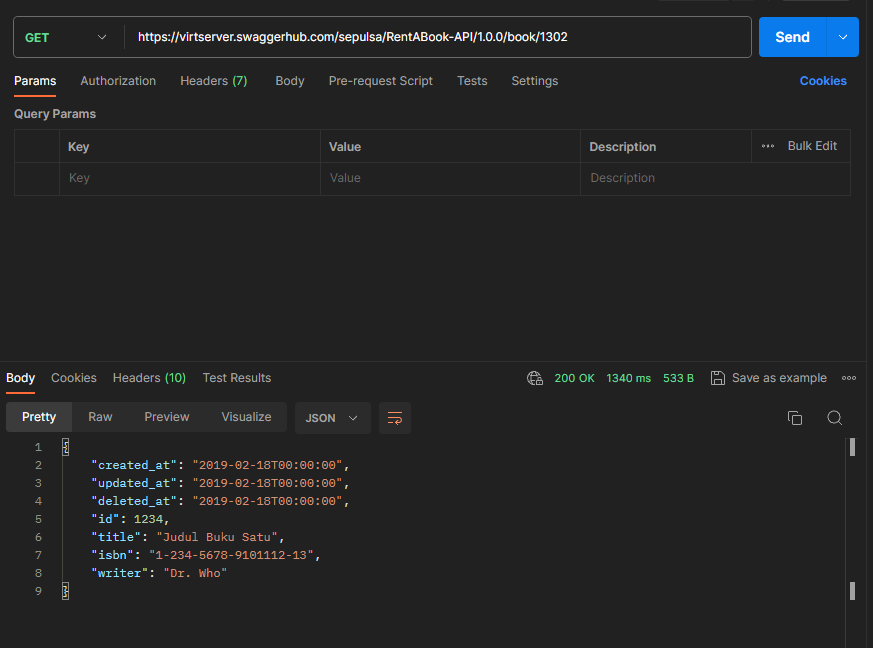 GET https://virtserver.swaggerhub.com/sepulsa/RentABook-API/1.0.0/book/1302 Send
Params Authorization Headers (7) Body Pre-request Script Tests Settings Cookies
Query Params
Key Value Description ••• Bulk Edit
Key Value Description
Body Cookies Headers (10) Test Results 200 OK 1340 ms 533 B Save as example
Pretty Raw Preview Visualize JSON
1 {
2 "created_at": "2019-02-18T00:00:00",
3 "updated_at": "2019-02-18T00:00:00",
4 "deleted_at": "2019-02-18T00:00:00",
5 "id": 1234,
6 "title": "Judul Buku Satu",
7 "isbn": "1-234-5678-9101112-13",
8 "writer": "Dr. Who"
9 }